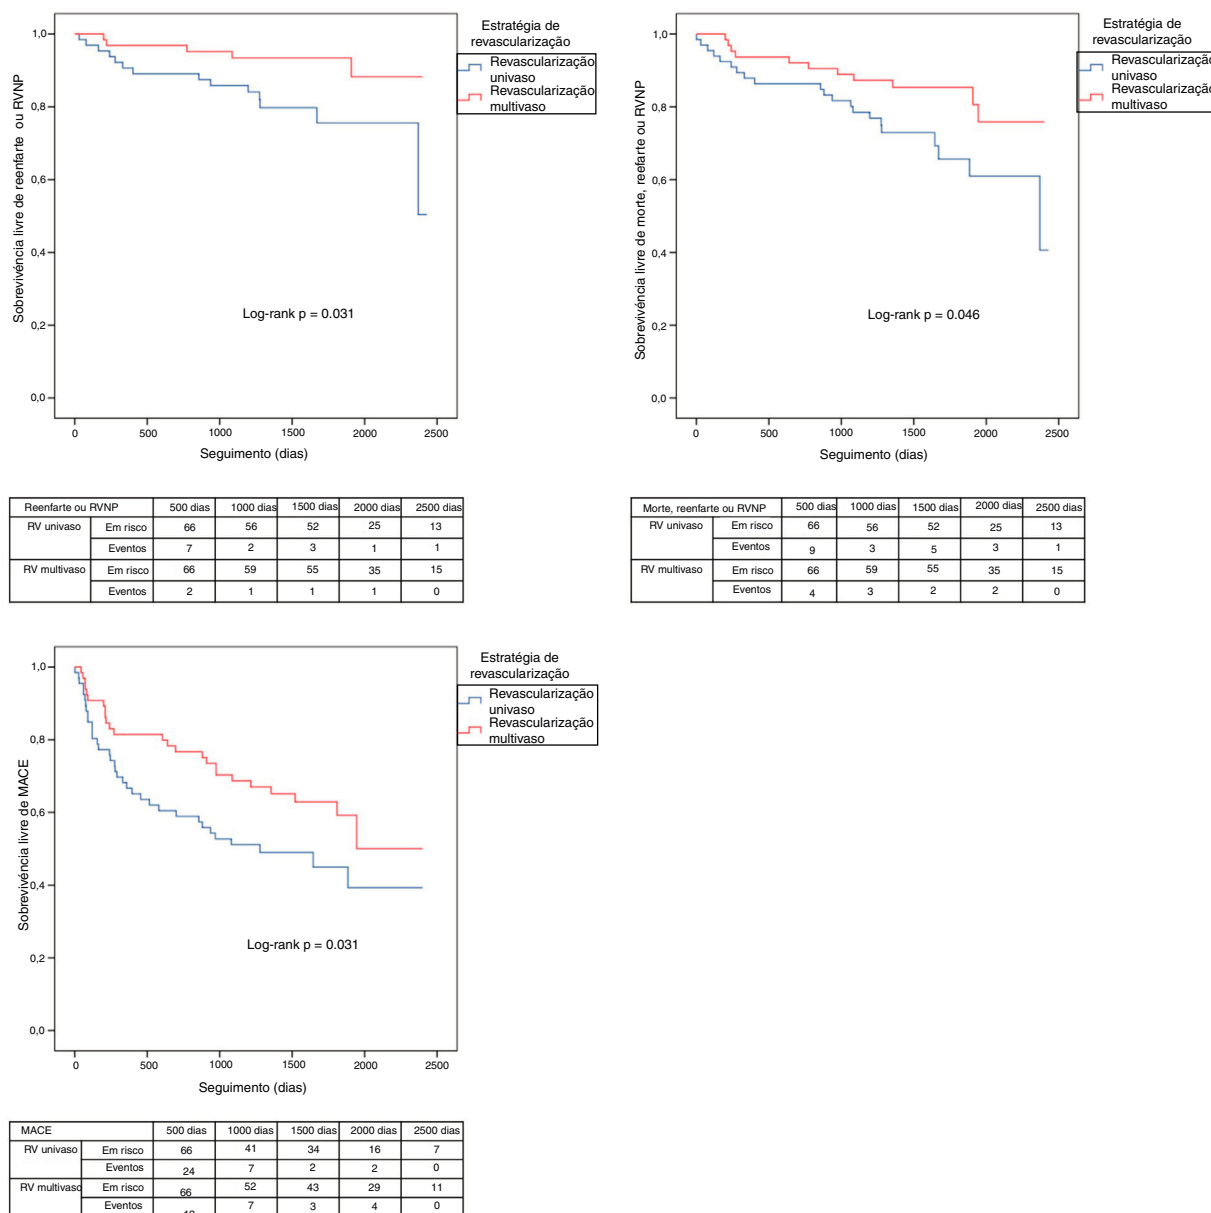 Estratégia de
revascularização
Revascularização
univaso
Revascularização
multivaso
Sobrevivência livre de reenfarte ou RVNP
1,0
0,8
0,6
0,4
0,2
0,0
Log-rank p = 0.031
0 500 1000 1500 2000 2500
Seguimento (dias)
Reenfarte ou RVNP 500 dias 1000 dias 1500 dias 2000 dias 2500 dias
RV univaso Em risco 66 56 52 25 13
Eventos 7 2 3 1 1
RV multivaso Em risco 66 59 55 35 15
Eventos 2 1 1 1 0
Estratégia de
revascularização
Revascularização
univaso
Revascularização
multivaso
Sobrevivência livre de morte, reefarte ou RVNP
1,0
0,8
0,6
0,4
0,2
0,0
Log-rank p = 0.046
0 500 1000 1500 2000 2500
Seguimento (dias)
Morte, reenfarte ou RVNP 500 dias 1000 dias 1500 dias 2000 dias 2500 dias
RV univaso Em risco 66 56 52 25 13
Eventos 9 3 5 3 1
RV multivaso Em risco 66 59 55 35 15
Eventos 4 3 2 2 0
Estratégia de
revascularização
Revascularização
univaso
Revascularização
multivaso
Sobrevivência livre de MACE
1,0
0,8
0,6
0,4
0,2
0,0
Log-rank p = 0.031
0 500 1000 1500 2000 2500
Seguimento (dias)
MACE 500 dias 1000 dias 1500 dias 2000 dias 2500 dias
RV univaso Em risco 66 41 34 16 7
Eventos 24 7 2 2 0
RV multivaso Em risco 66 52 43 29 11
Eventos 7 3 4 0